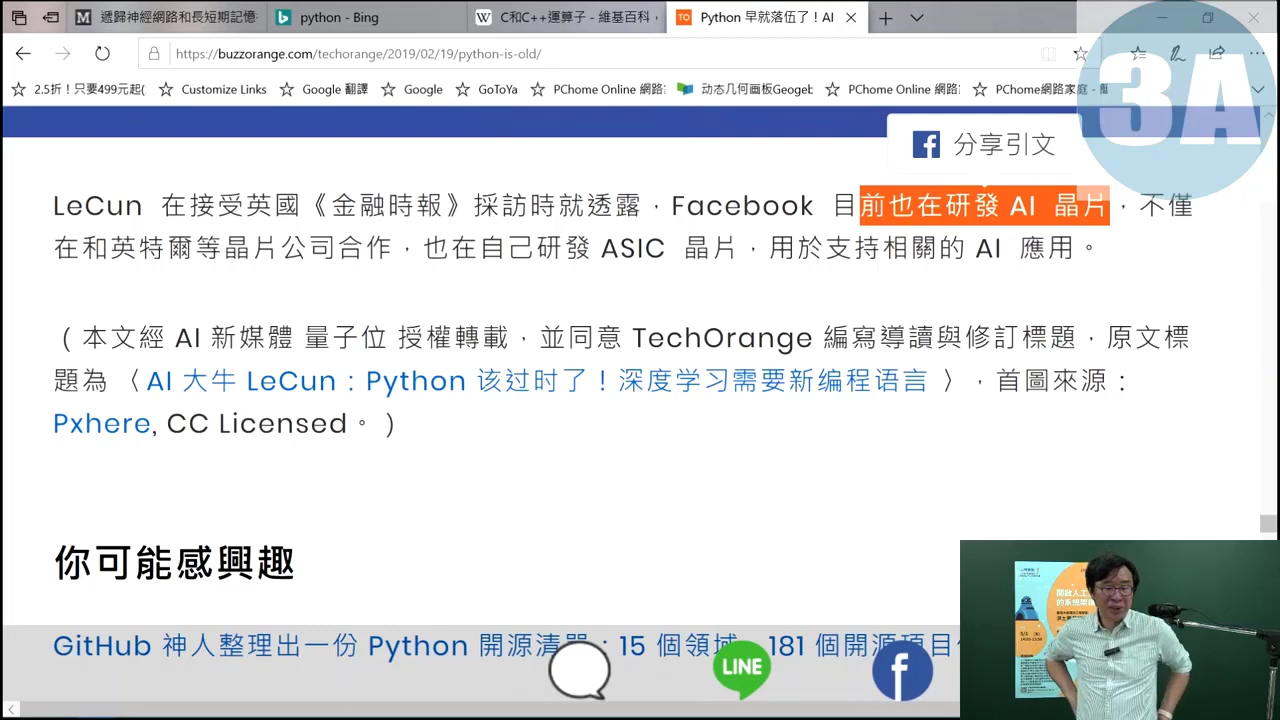 遞歸神經網路和長短期記憶
python - Bing
C和C++運算子 - 維基百科，
TO Python 早就落伍了！AI
https://buzzorange.com/techorange/2019/02/19/python-is-old/
2.5折！只要499元起(
Customize Links
Google 翻譯
Google
GoToYa
PChome Online 網路
动态几何画板Geogeb
PChome Online 網路
PChome網路家庭 -
3A
分享引文
LeCun 在接受英國《金融時報》採訪時就透露，Facebook 目前也在研發 AI 晶片，不僅
在和英特爾等晶片公司合作，也在自己研發 ASIC 晶片，用於支持相關的 AI 應用。
（本文經 AI 新媒體 量子位 授權轉載，並同意 TechOrange 編寫導讀與修訂標題，原文標
題為 〈AI 大牛 LeCun：Python 该过时了！深度学习需要新编程语言 〉，首圖來源：
Pxhere, CC Licensed。）
你可能感興趣
GitHub 神人整理出一份 Python 開源清單：15 個領域、181 個開源項目
LINE
開啟人工
的系統架構